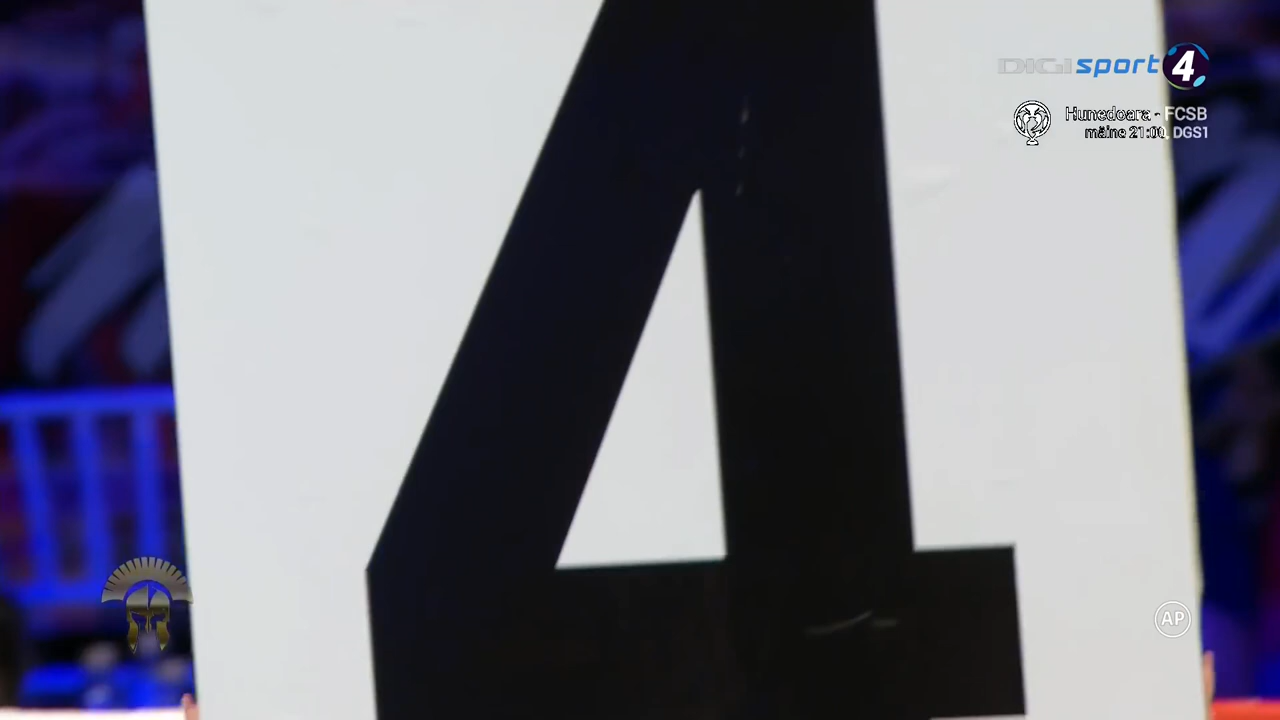 4
DIGI sport 4
Hunedoara - FCSB
mâine 21:00, DGS1
AP